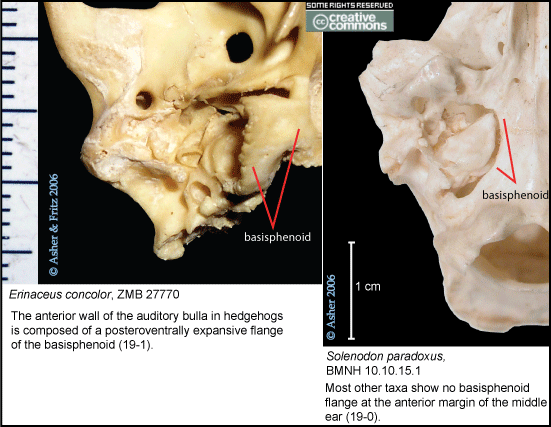 SOME RIGHTS RESERVED
cc creative
commons
© Asher & Fritz 2006
basisphenoid
Erinaceus concolor, ZMB 27770
The anterior wall of the auditory bulla in hedgehogs
is composed of a posteroventrally expansive flange
of the basisphenoid (19-1).
basisphenoid
1 cm
© Asher 2006
Solenodon paradoxus,
BMNH 10.10.15.1
Most other taxa show no basisphenoid
flange at the anterior margin of the middle
ear (19-0).